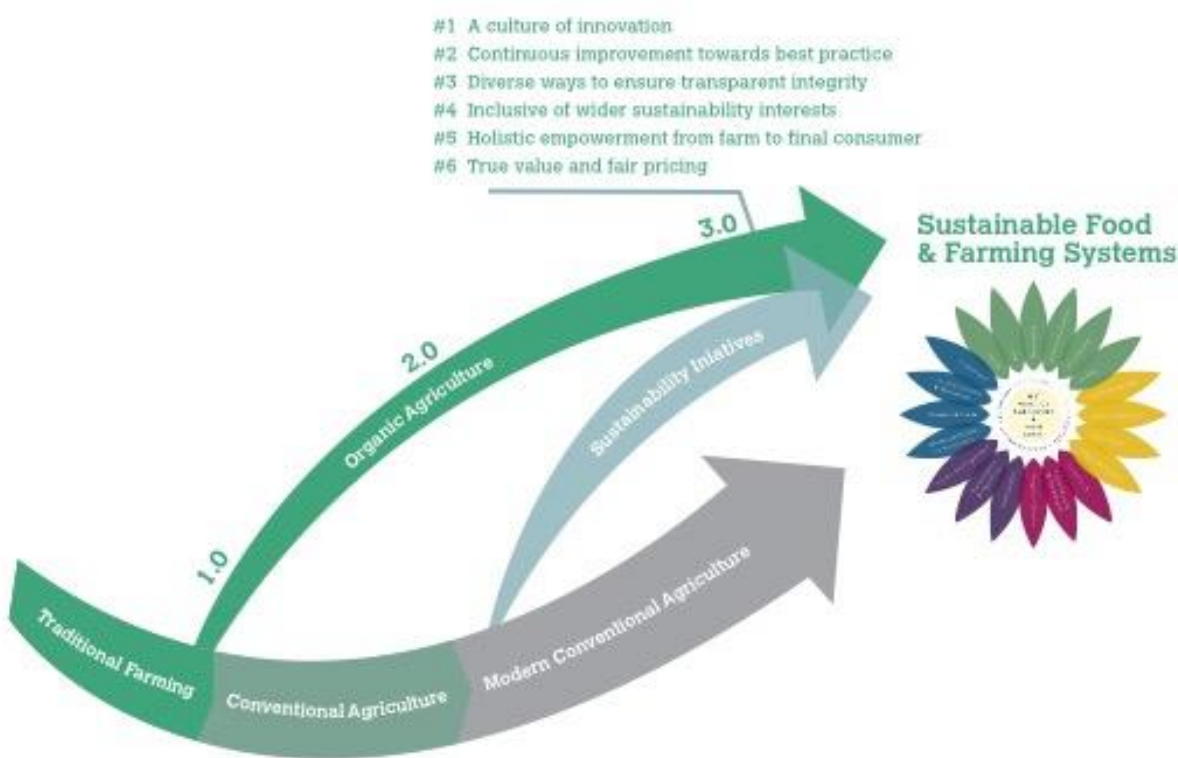 #1 A culture of innovation
#2 Continuous improvement towards best practice
#3 Diverse ways to ensure transparent integrity
#4 Inclusive of wider sustainability interests
#5 Holistic empowerment from farm to final consumer
#6 True value and fair pricing
3.0
Sustainable Food
& Farming Systems
2.0
Organic Agriculture
Sustainability Iniatives
1.0
Modern Conventional Agriculture
Traditional Farming
Conventional Agriculture